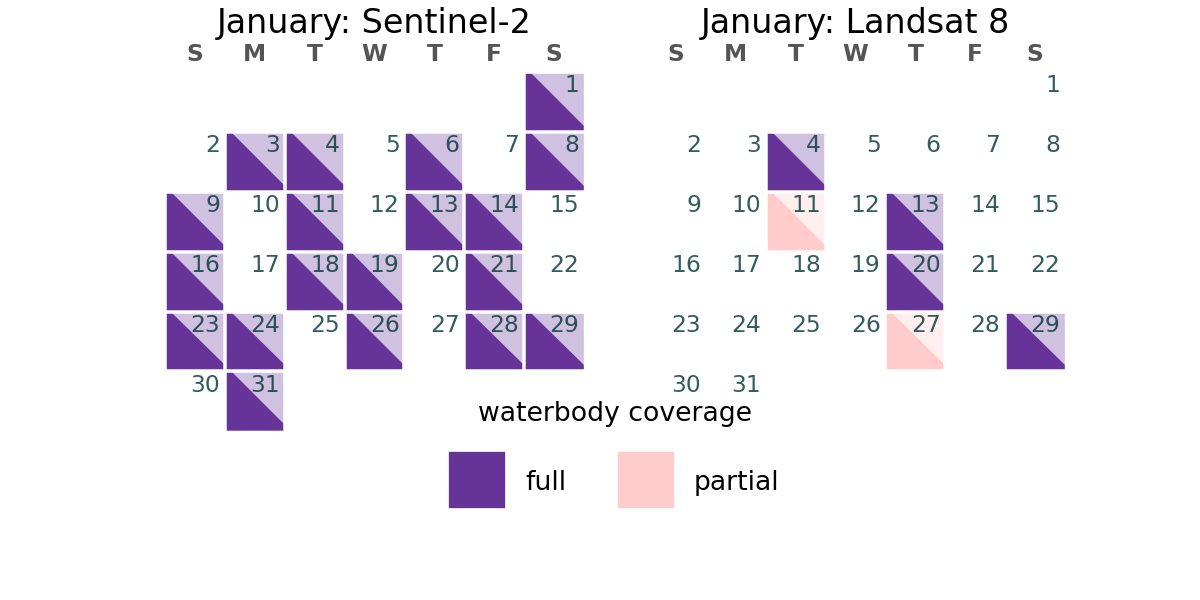 January: Sentinel-2
S M T W T F S
1
2 3 4 5 6 7 8
9 10 11 12 13 14 15
16 17 18 19 20 21 22
23 24 25 26 27 28 29
30 31
January: Landsat 8
S M T W T F S
1
2 3 4 5 6 7 8
9 10 11 12 13 14 15
16 17 18 19 20 21 22
23 24 25 26 27 28 29
30 31
waterbody coverage
full partial